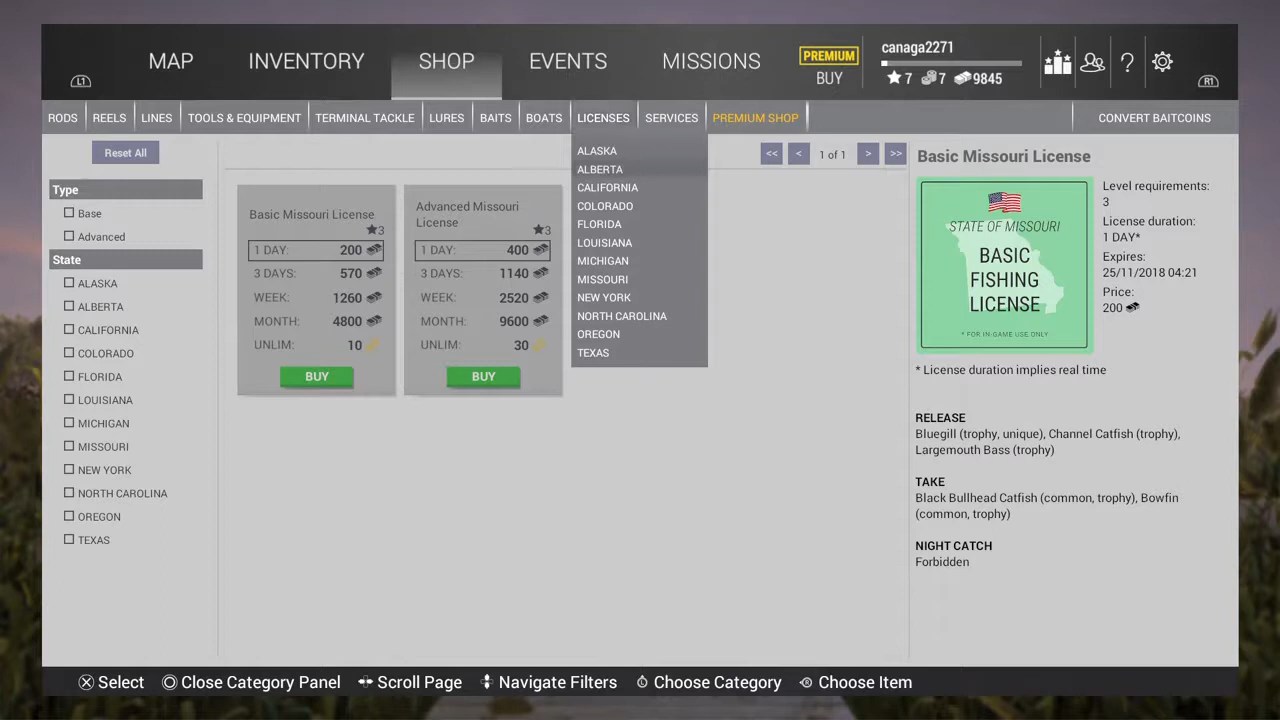 MAP
INVENTORY
SHOP
EVENTS
MISSIONS
PREMIUM
BUY
canaga2271
7
7
9845
?
L1
R1
RODS
REELS
LINES
TOOLS & EQUIPMENT
TERMINAL TACKLE
LURES
BAITS
BOATS
LICENSES
SERVICES
PREMIUM SHOP
CONVERT BAITCOINS
Reset All
Type
Base
Advanced
State
ALASKA
ALBERTA
CALIFORNIA
COLORADO
FLORIDA
LOUISIANA
MICHIGAN
MISSOURI
NEW YORK
NORTH CAROLINA
OREGON
TEXAS
Basic Missouri License
3
1 DAY: 200
3 DAYS: 570
WEEK: 1260
MONTH: 4800
UNLIM: 10
BUY
Advanced Missouri
License
3
1 DAY: 400
3 DAYS: 1140
WEEK: 2520
MONTH: 9600
UNLIM: 30
BUY
ALASKA
ALBERTA
CALIFORNIA
COLORADO
FLORIDA
LOUISIANA
MICHIGAN
MISSOURI
NEW YORK
NORTH CAROLINA
OREGON
TEXAS
<< < 1 of 1 > >>
Basic Missouri License
STATE OF MISSOURI
BASIC
FISHING
LICENSE
* FOR IN-GAME USE ONLY
Level requirements:
3
License duration:
1 DAY*
Expires:
25/11/2018 04:21
Price:
200
* License duration implies real time
RELEASE
Bluegill (trophy, unique), Channel Catfish (trophy),
Largemouth Bass (trophy)
TAKE
Black Bullhead Catfish (common, trophy), Bowfin
(common, trophy)
NIGHT CATCH
Forbidden
Select
Close Category Panel
Scroll Page
Navigate Filters
Choose Category
Choose Item